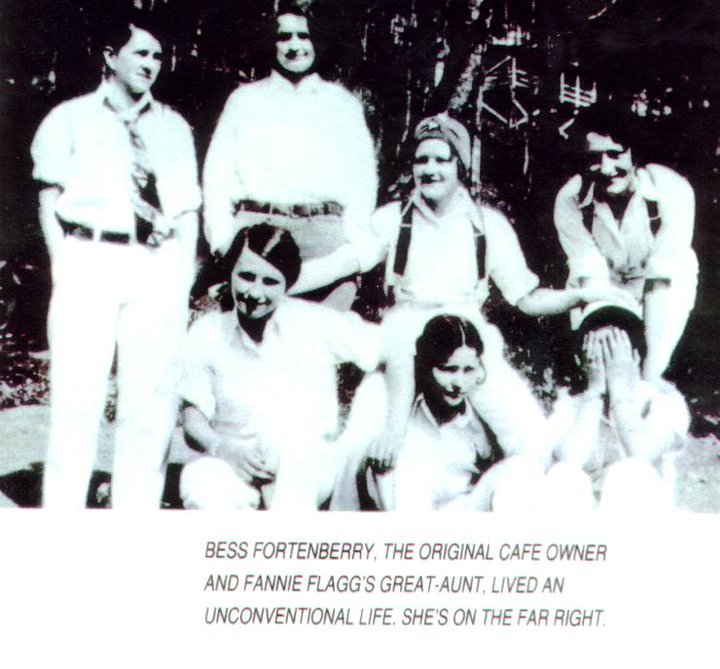 BESS FORTENBERRY, THE ORIGINAL CAFE OWNER
AND FANNIE FLAGG'S GREAT-AUNT, LIVED AN
UNCONVENTIONAL LIFE. SHE'S ON THE FAR RIGHT.